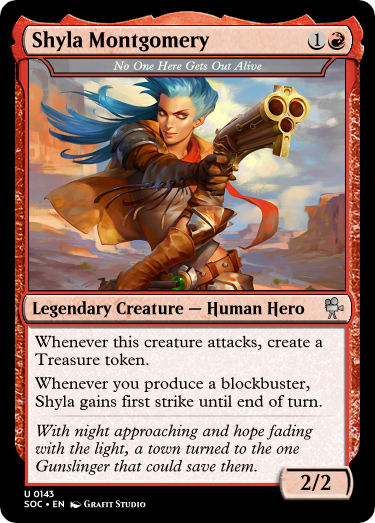 Shyla Montgomery 1
No One Here Gets Out Alive
Legendary Creature — Human Hero
Whenever this creature attacks, create a
Treasure token.
Whenever you produce a blockbuster,
Shyla gains first strike until end of turn.
With night approaching and hope fading
with the light, a town turned to the one
Gunslinger that could save them.
2/2
U 0143
SOC • EN Grafit Studio